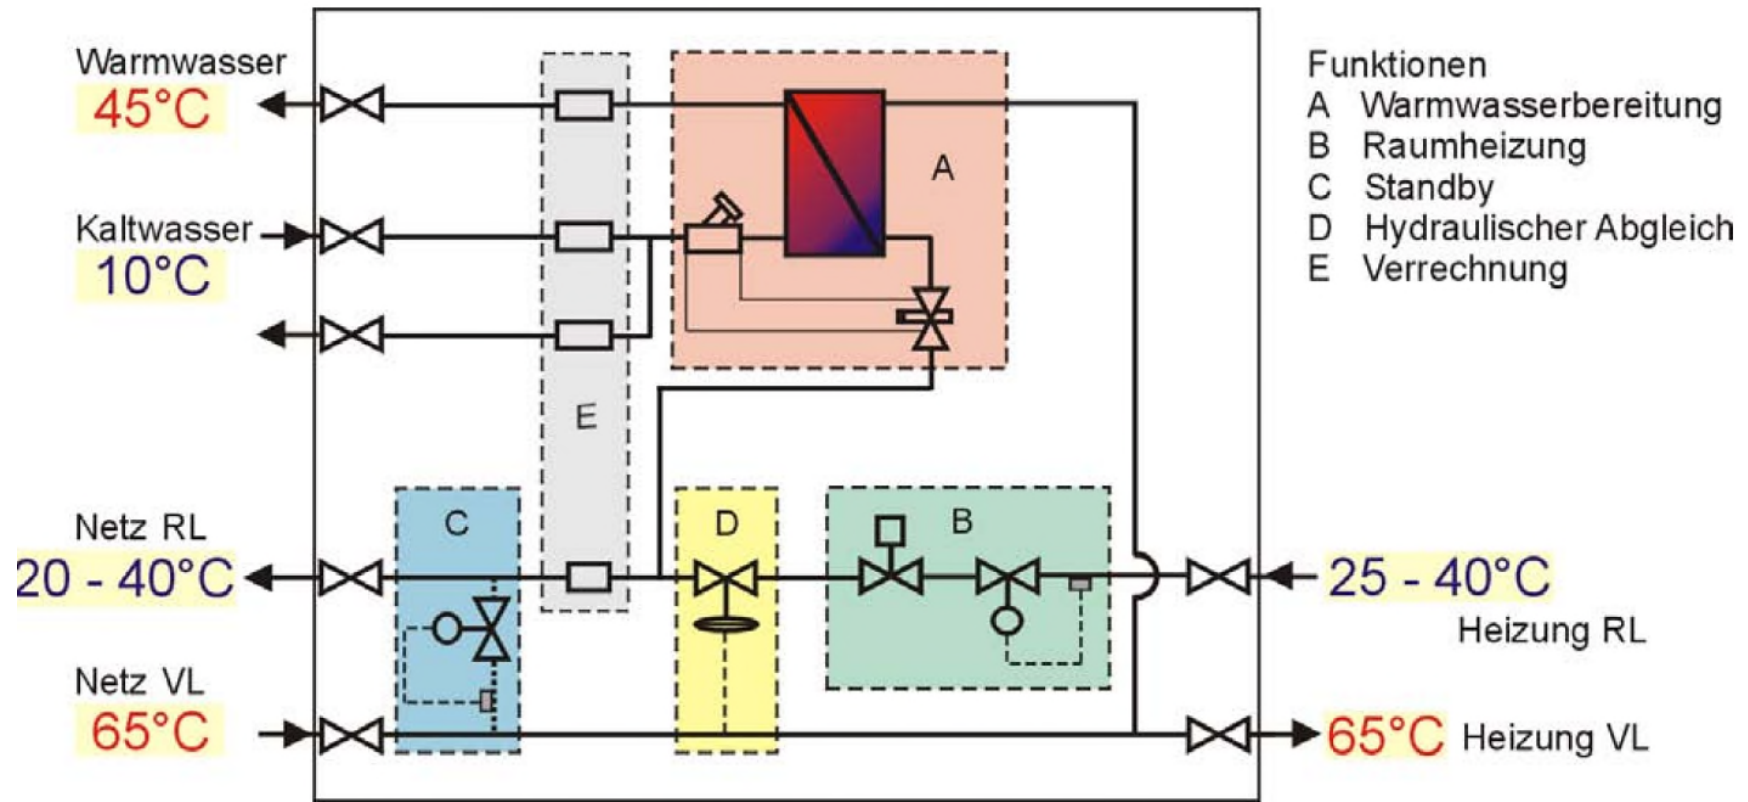 Warmwasser
45°C
Kaltwasser
10°C
Netz RL
20 - 40°C
Netz VL
65°C
A
E
C
D
B
Funktionen
A Warmwasserbereitung
B Raumheizung
C Standby
D Hydraulischer Abgleich
E Verrechnung
25 - 40°C
Heizung RL
65°C Heizung VL